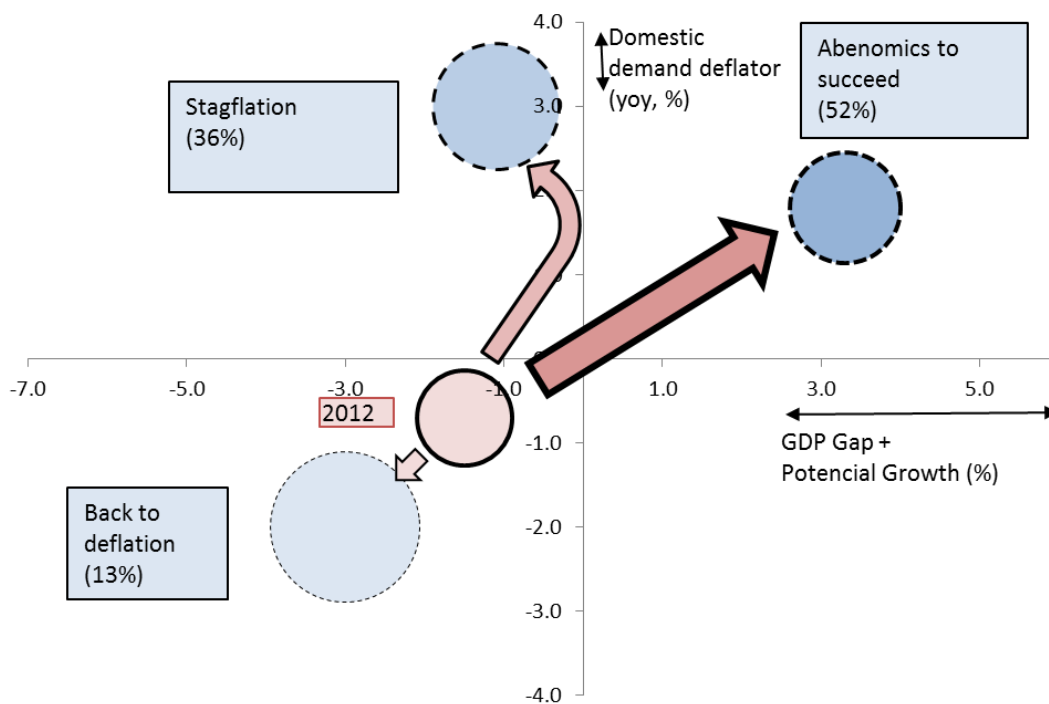 4.0
Domestic
demand deflator
(yoy, %)
Abenomics to
succeed
(52%)
Stagflation
(36%)
3.0
-7.0
-5.0
-3.0
-1.0
1.0
3.0
5.0
2012
-1.0
GDP Gap +
Potencial Growth (%)
Back to
deflation
(13%)
-2.0
-3.0
-4.0